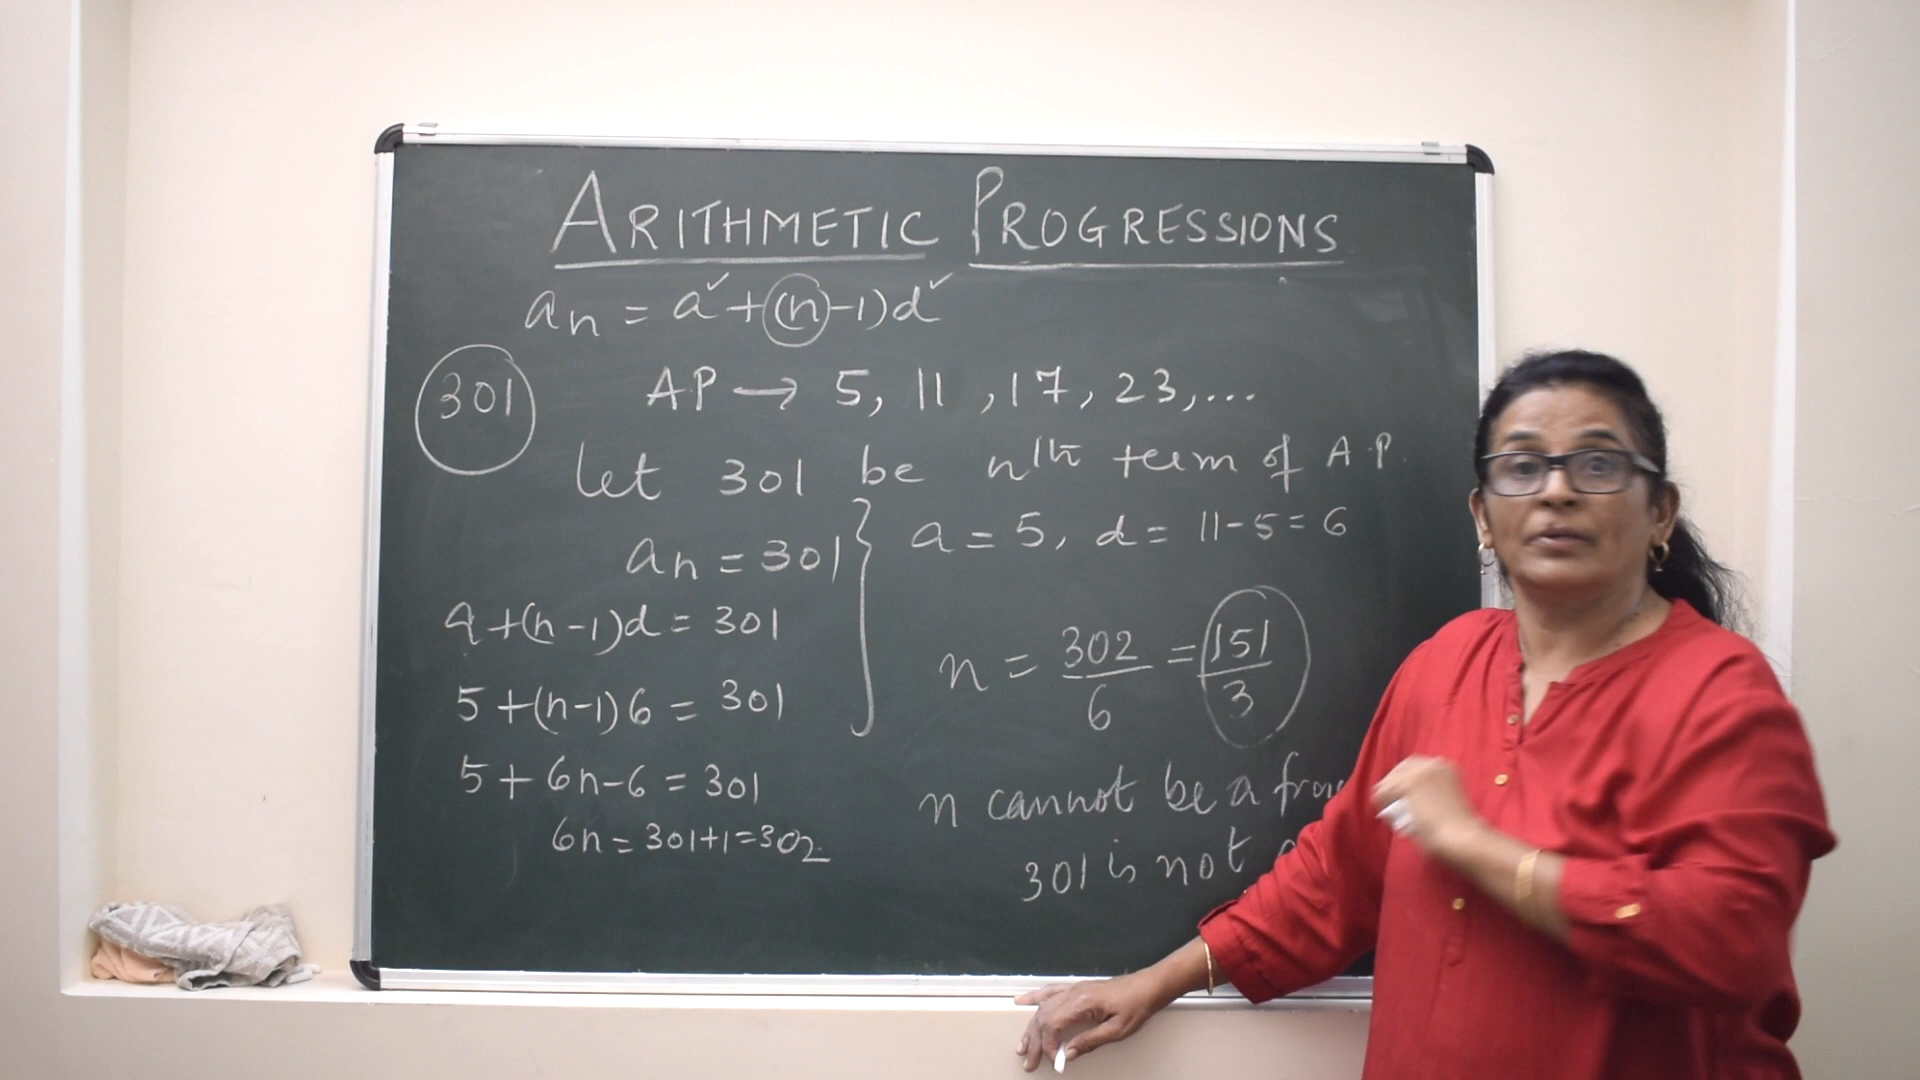 ARITHMETIC PROGRESSIONS
an = a + (n-1)d
301
AP → 5, 11, 17, 23, ...
let 301 be nth term of A.P.
an = 301
a + (n-1)d = 301
5 + (n-1)6 = 301
5 + 6n-6 = 301
6n = 301+1=302
a = 5, d = 11-5 = 6
n = 302/6 = 151/3
n cannot be a
301 is not